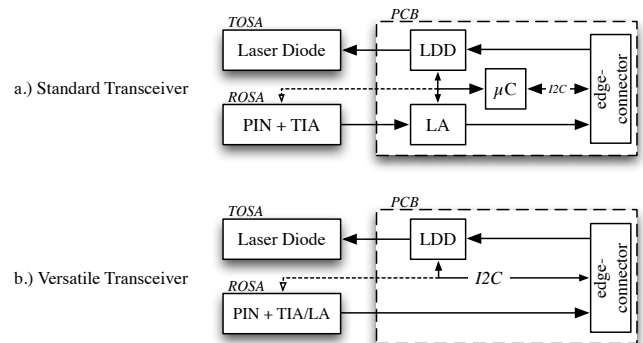 TOSA
PCB
Laser Diode
LDD
a.) Standard Transceiver
ROSA
µC
I2C
edge-
connector
PIN + TIA
LA
TOSA
PCB
Laser Diode
LDD
b.) Versatile Transceiver
ROSA
I2C
edge-
connector
PIN + TIA/LA